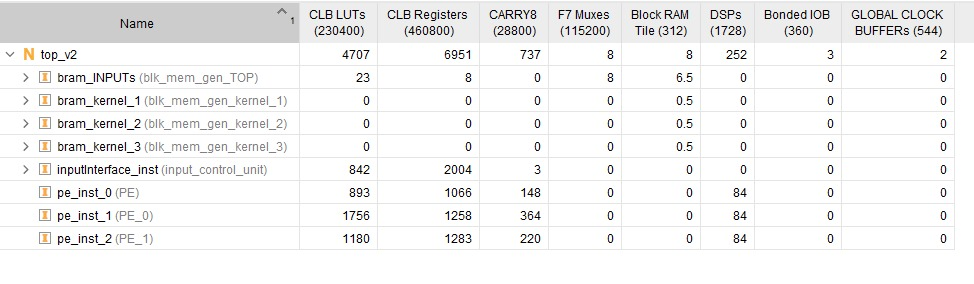 Name 1 CLB LUTs (230400) CLB Registers (460800) CARRY8 (28800) F7 Muxes (115200) Block RAM Tile (312) DSPs (1728) Bonded IOB (360) GLOBAL CLOCK BUFFERS (544)
N top_v2 4707 6951 737 8 8 252 3 2
I bram_INPUTs (blk_mem_gen_TOP) 23 8 0 8 6.5 0 0 0
I bram_kernel_1 (blk_mem_gen_kernel_1) 0 0 0 0 0.5 0 0 0
I bram_kernel_2 (blk_mem_gen_kernel_2) 0 0 0 0 0.5 0 0 0
I bram_kernel_3 (blk_mem_gen_kernel_3) 0 0 0 0 0.5 0 0 0
I inputInterface_inst (input_control_unit) 842 2004 3 0 0 0 0 0
I pe_inst_0 (PE) 893 1066 148 0 0 84 0 0
I pe_inst_1 (PE_0) 1756 1258 364 0 0 84 0 0
I pe_inst_2 (PE_1) 1180 1283 220 0 0 84 0 0